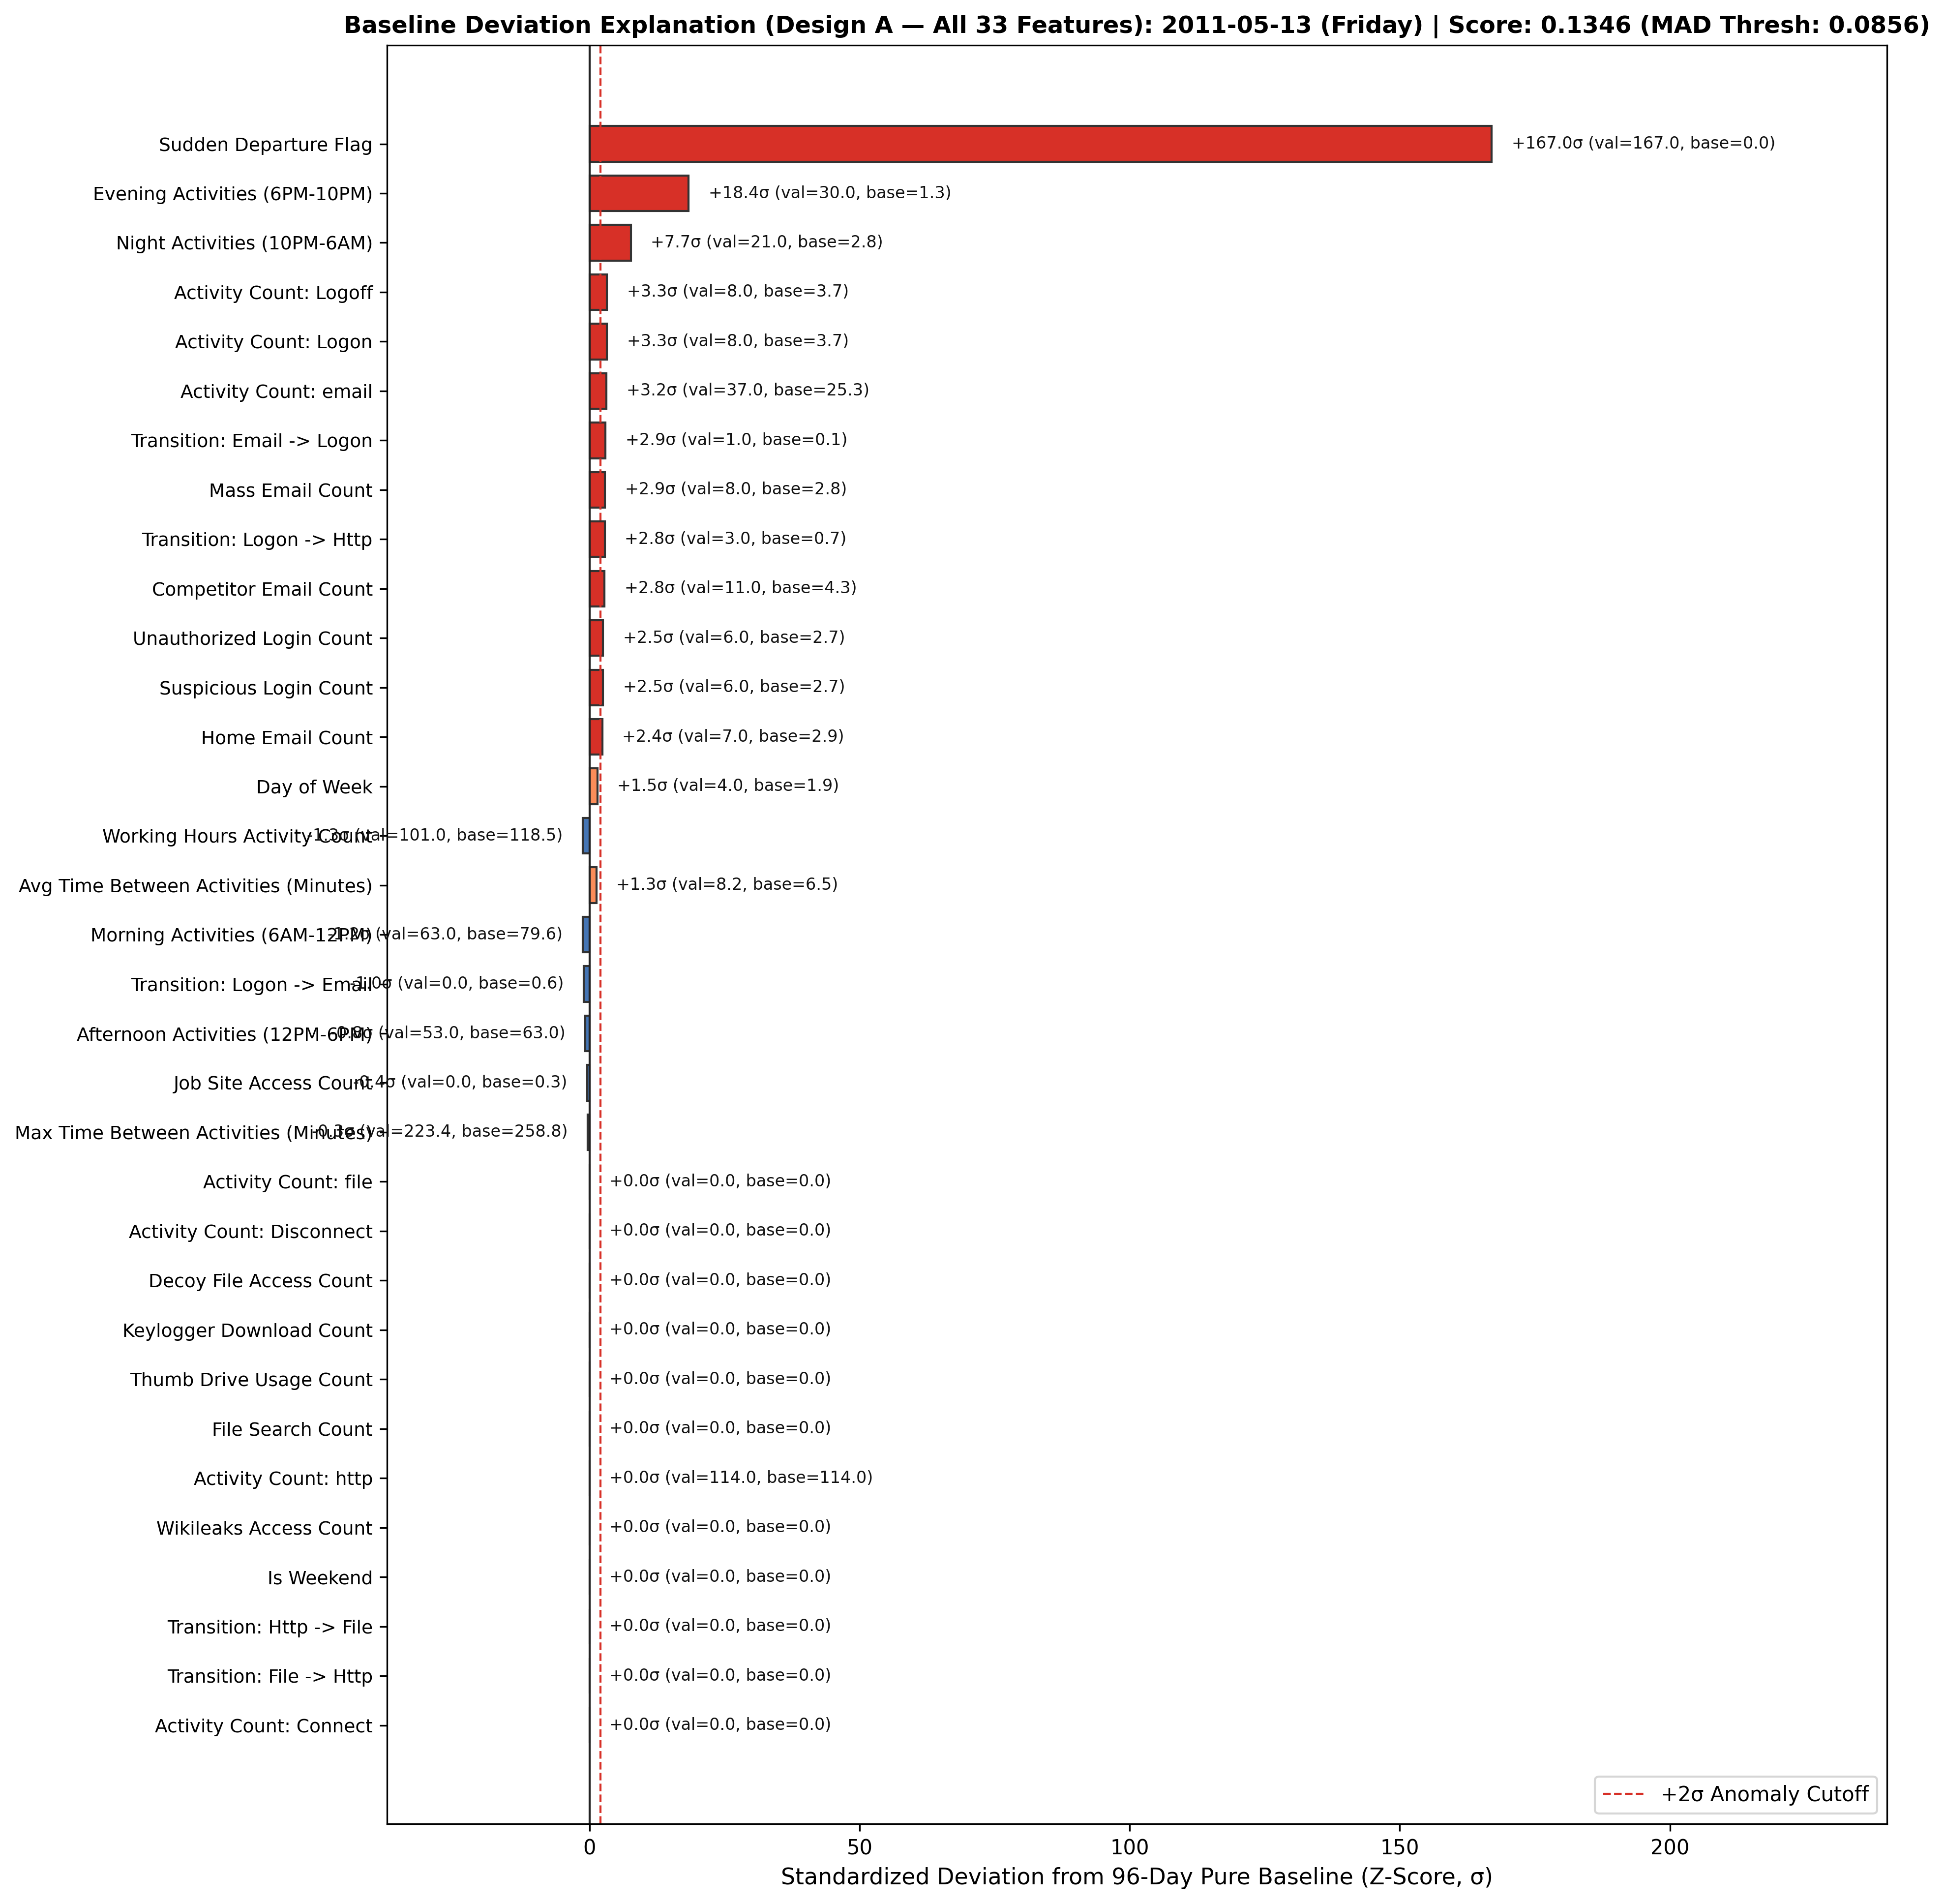 Baseline Deviation Explanation (Design A — All 33 Features): 2011-05-13 (Friday) | Score: 0.1346 (MAD Thresh: 0.0856)
Sudden Departure Flag +167.0σ (val=167.0, base=0.0)
Evening Activities (6PM-10PM) +18.4σ (val=30.0, base=1.3)
Night Activities (10PM-6AM) +7.7σ (val=21.0, base=2.8)
Activity Count: Logoff +3.3σ (val=8.0, base=3.7)
Activity Count: Logon +3.3σ (val=8.0, base=3.7)
Activity Count: email +3.2σ (val=37.0, base=25.3)
Transition: Email -> Logon +2.9σ (val=1.0, base=0.1)
Mass Email Count +2.9σ (val=8.0, base=2.8)
Transition: Logon -> Http +2.8σ (val=3.0, base=0.7)
Competitor Email Count +2.8σ (val=11.0, base=4.3)
Unauthorized Login Count +2.5σ (val=6.0, base=2.7)
Suspicious Login Count +2.5σ (val=6.0, base=2.7)
Home Email Count +2.4σ (val=7.0, base=2.9)
Day of Week +1.5σ (val=4.0, base=1.9)
Working Hours Activity Count -1.3σ (val=101.0, base=118.5)
Avg Time Between Activities (Minutes) +1.3σ (val=8.2, base=6.5)
Morning Activities (6AM-12PM) (val=63.0, base=79.6)
Transition: Logon -> Email -1.0σ (val=0.0, base=0.6)
Afternoon Activities (12PM-6PM) -0.8σ (val=53.0, base=63.0)
Job Site Access Count -0.4σ (val=0.0, base=0.3)
Max Time Between Activities (Minutes) -0.3σ (val=223.4, base=258.8)
Activity Count: file +0.0σ (val=0.0, base=0.0)
Activity Count: Disconnect +0.0σ (val=0.0, base=0.0)
Decoy File Access Count +0.0σ (val=0.0, base=0.0)
Keylogger Download Count +0.0σ (val=0.0, base=0.0)
Thumb Drive Usage Count +0.0σ (val=0.0, base=0.0)
File Search Count +0.0σ (val=0.0, base=0.0)
Activity Count: http +0.0σ (val=114.0, base=114.0)
Wikileaks Access Count +0.0σ (val=0.0, base=0.0)
Is Weekend +0.0σ (val=0.0, base=0.0)
Transition: Http -> File +0.0σ (val=0.0, base=0.0)
Transition: File -> Http +0.0σ (val=0.0, base=0.0)
Activity Count: Connect +0.0σ (val=0.0, base=0.0)
+2σ Anomaly Cutoff
0 50 100 150 200
Standardized Deviation from 96-Day Pure Baseline (Z-Score, σ)